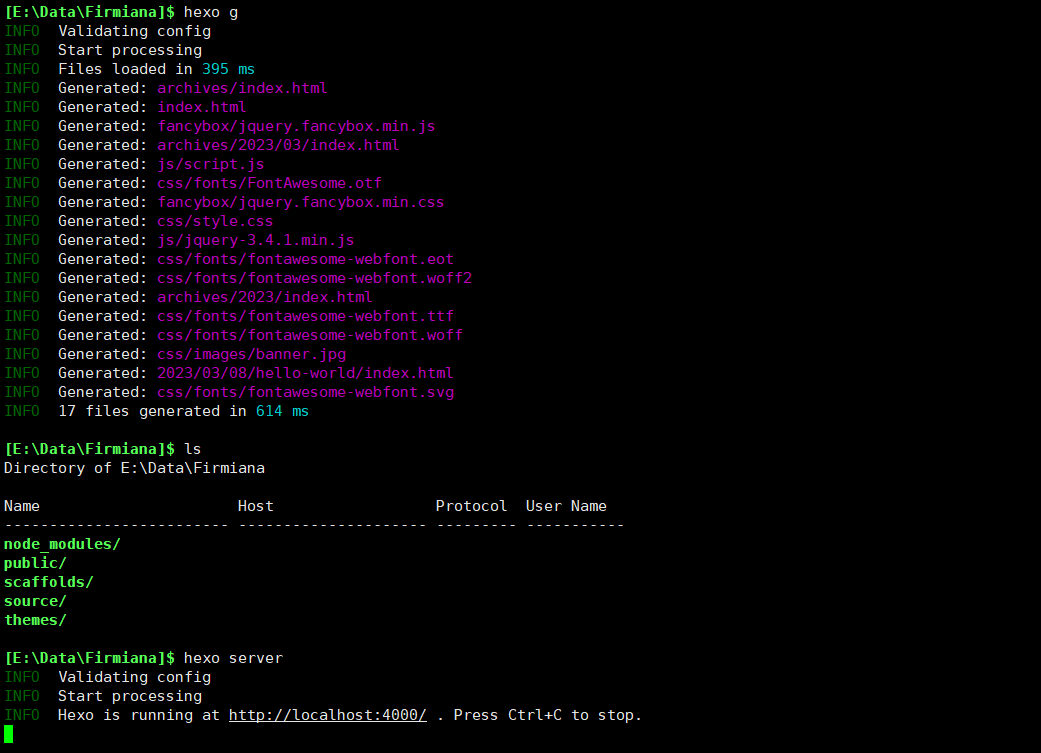 [E:\Data\Firmiana]$ hexo g
INFO  Validating config
INFO  Start processing
INFO  Files loaded in 395 ms
INFO  Generated: archives/index.html
INFO  Generated: index.html
INFO  Generated: fancybox/jquery.fancybox.min.js
INFO  Generated: archives/2023/03/index.html
INFO  Generated: js/script.js
INFO  Generated: css/fonts/FontAwesome.otf
INFO  Generated: fancybox/jquery.fancybox.min.css
INFO  Generated: css/style.css
INFO  Generated: js/jquery-3.4.1.min.js
INFO  Generated: css/fonts/fontawesome-webfont.eot
INFO  Generated: css/fonts/fontawesome-webfont.woff2
INFO  Generated: archives/2023/index.html
INFO  Generated: css/fonts/fontawesome-webfont.ttf
INFO  Generated: css/fonts/fontawesome-webfont.woff
INFO  Generated: css/images/banner.jpg
INFO  Generated: 2023/03/08/hello-world/index.html
INFO  Generated: css/fonts/fontawesome-webfont.svg
INFO  17 files generated in 614 ms
[E:\Data\Firmiana]$ ls
Directory of E:\Data\Firmiana
Name                      Host                  Protocol  User Name
------------------------- --------------------- --------- -----------
node_modules/
public/
scaffolds/
source/
themes/
[E:\Data\Firmiana]$ hexo server
INFO  Validating config
INFO  Start processing
INFO  Hexo is running at http://localhost:4000/ . Press Ctrl+C to stop.